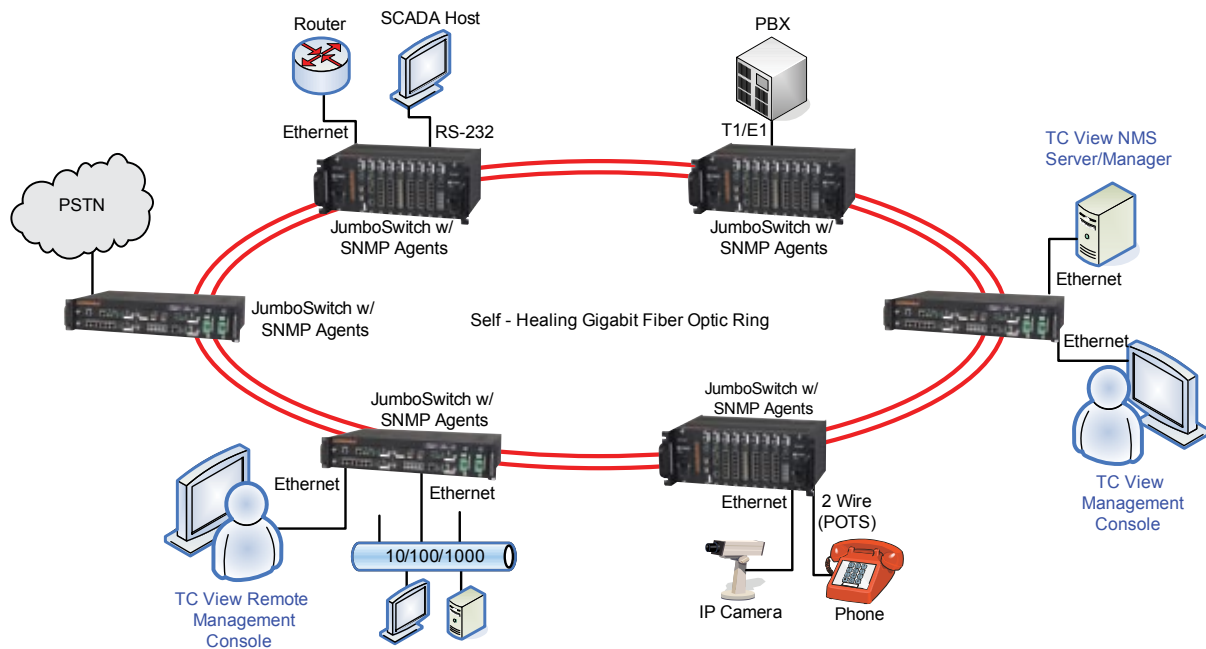 Router
SCADA Host
PBX
Ethernet
RS-232
T1/E1
TC View NMS
Server/Manager
PSTN
JumboSwitch w/
SNMP Agents
JumboSwitch w/
SNMP Agents
Ethernet
JumboSwitch w/
SNMP Agents
Self - Healing Gigabit Fiber Optic Ring
Ethernet
JumboSwitch w/
SNMP Agents
JumboSwitch w/
SNMP Agents
Ethernet
Ethernet
Ethernet
2 Wire
(POTS)
TC View
Management
Console
10/100/1000
TC View Remote
Management
Console
IP Camera
Phone